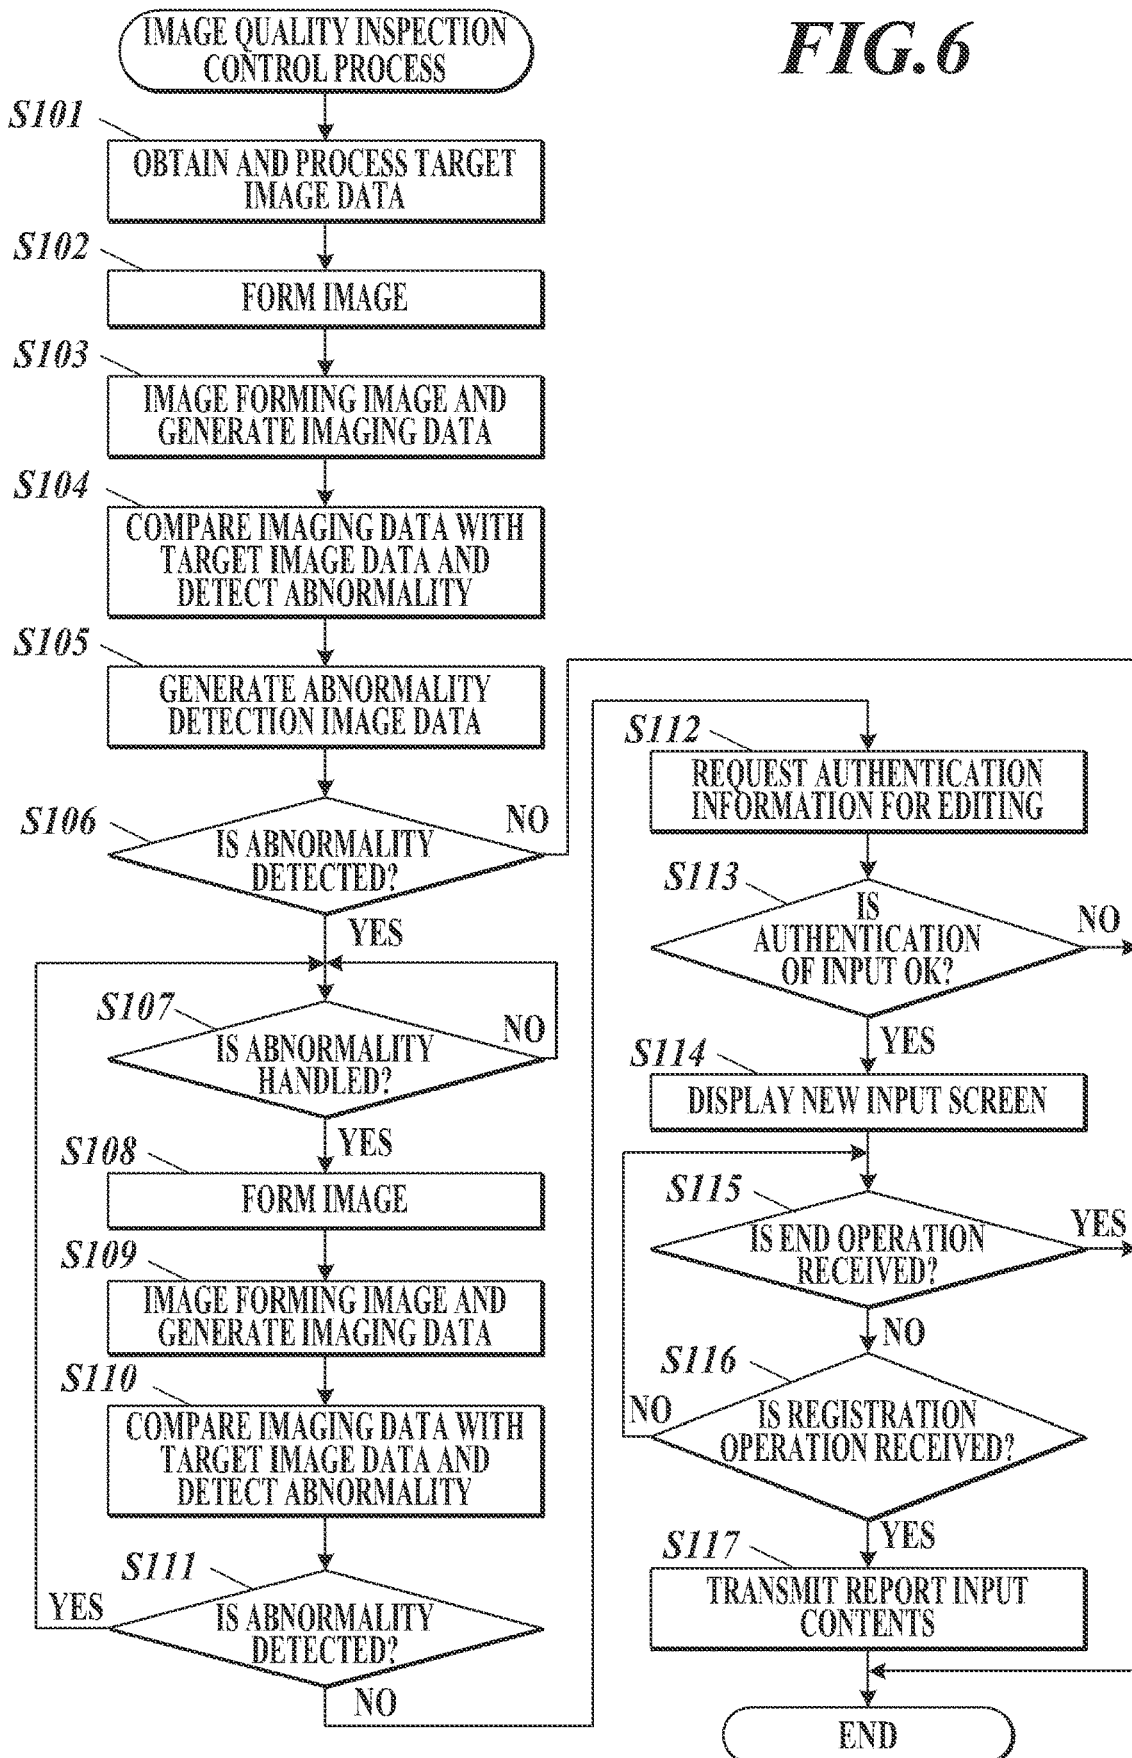 FIG.6
IMAGE QUALITY INSPECTION
CONTROL PROCESS
S101
OBTAIN AND PROCESS TARGET
IMAGE DATA
S102
FORM IMAGE
S103
IMAGE FORMING IMAGE AND
GENERATE IMAGING DATA
S104
COMPARE IMAGING DATA WITH
TARGET IMAGE DATA AND
DETECT ABNORMALITY
S105
GENERATE ABNORMALITY
DETECTION IMAGE DATA
S106
NO
IS ABNORMALITY
DETECTED?
YES
S107
NO
IS ABNORMALITY
HANDLED?
YES
S108
FORM IMAGE
S109
IMAGE FORMING IMAGE AND
GENERATE IMAGING DATA
S110
COMPARE IMAGING DATA WITH
TARGET IMAGE DATA AND
DETECT ABNORMALITY
S111
YES
IS ABNORMALITY
DETECTED?
NO
S112
REQUEST AUTHENTICATION
INFORMATION FOR EDITING
S113
IS
AUTHENTICATION
OF INPUT OK?
NO
YES
S114
DISPLAY NEW INPUT SCREEN
S115
IS END OPERATION
RECEIVED?
YES
NO
S116
NO
IS REGISTRATION
OPERATION RECEIVED?
YES
S117
TRANSMIT REPORT INPUT
CONTENTS
END